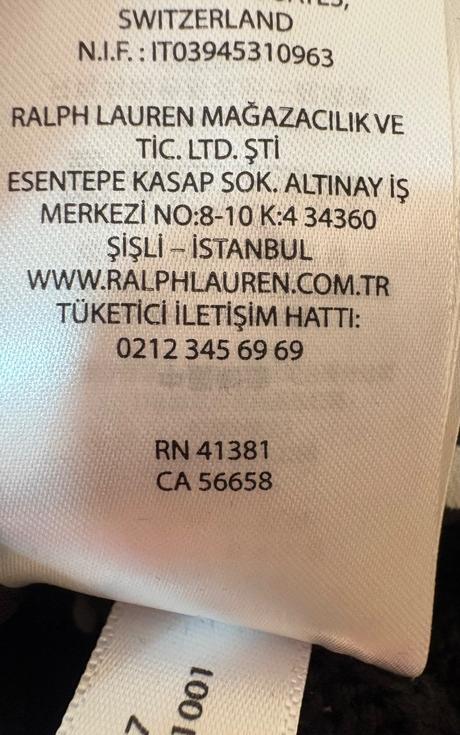 SWITZERLAND
N.I.F. : IT03945310963
RALPH LAUREN MAĞAZACILIK VE
TİC. LTD. ŞTİ
ESENTEPE KASAP SOK. ALTINAY İŞ
MERKEZİ NO:8-10 K:4 34360
ŞİŞLİ – İSTANBUL
WWW.RALPHLAUREN.COM.TR
TÜKETİCİ İLETİŞİM HATTI:
0212 345 69 69
RN 41381
CA 56658
7
1001